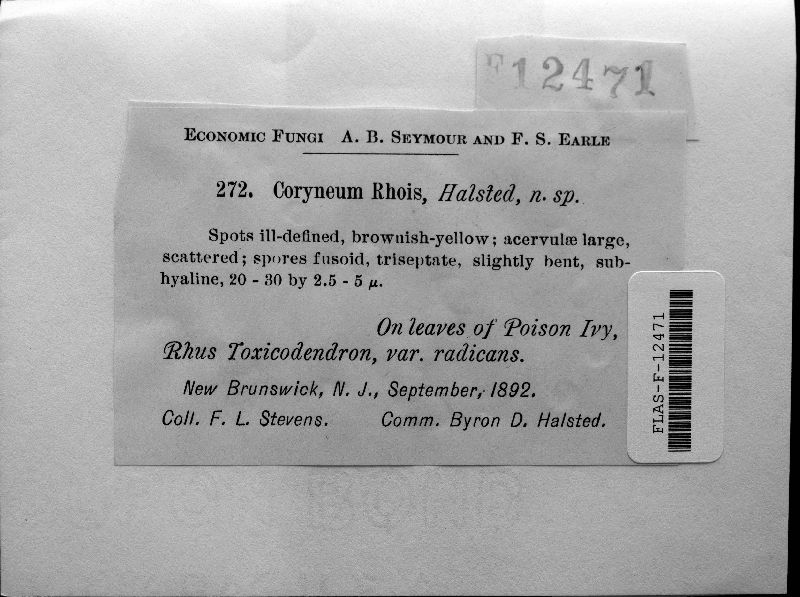 F12471
Economic Fungi A. B. Seymour and F. S. Earle
272. Coryneum Rhois, Halsted, n. sp.
Spots ill-defined, brownish-yellow; acervulæ large,
scattered; spores fusoid, triseptate, slightly bent, sub-
hyaline, 20 - 30 by 2.5 - 5 µ.
On leaves of Poison Ivy,
Rhus Toxicodendron, var. radicans.
New Brunswick, N. J., September, 1892.
Coll. F. L. Stevens. Comm. Byron D. Halsted.
FLAS-F-12471